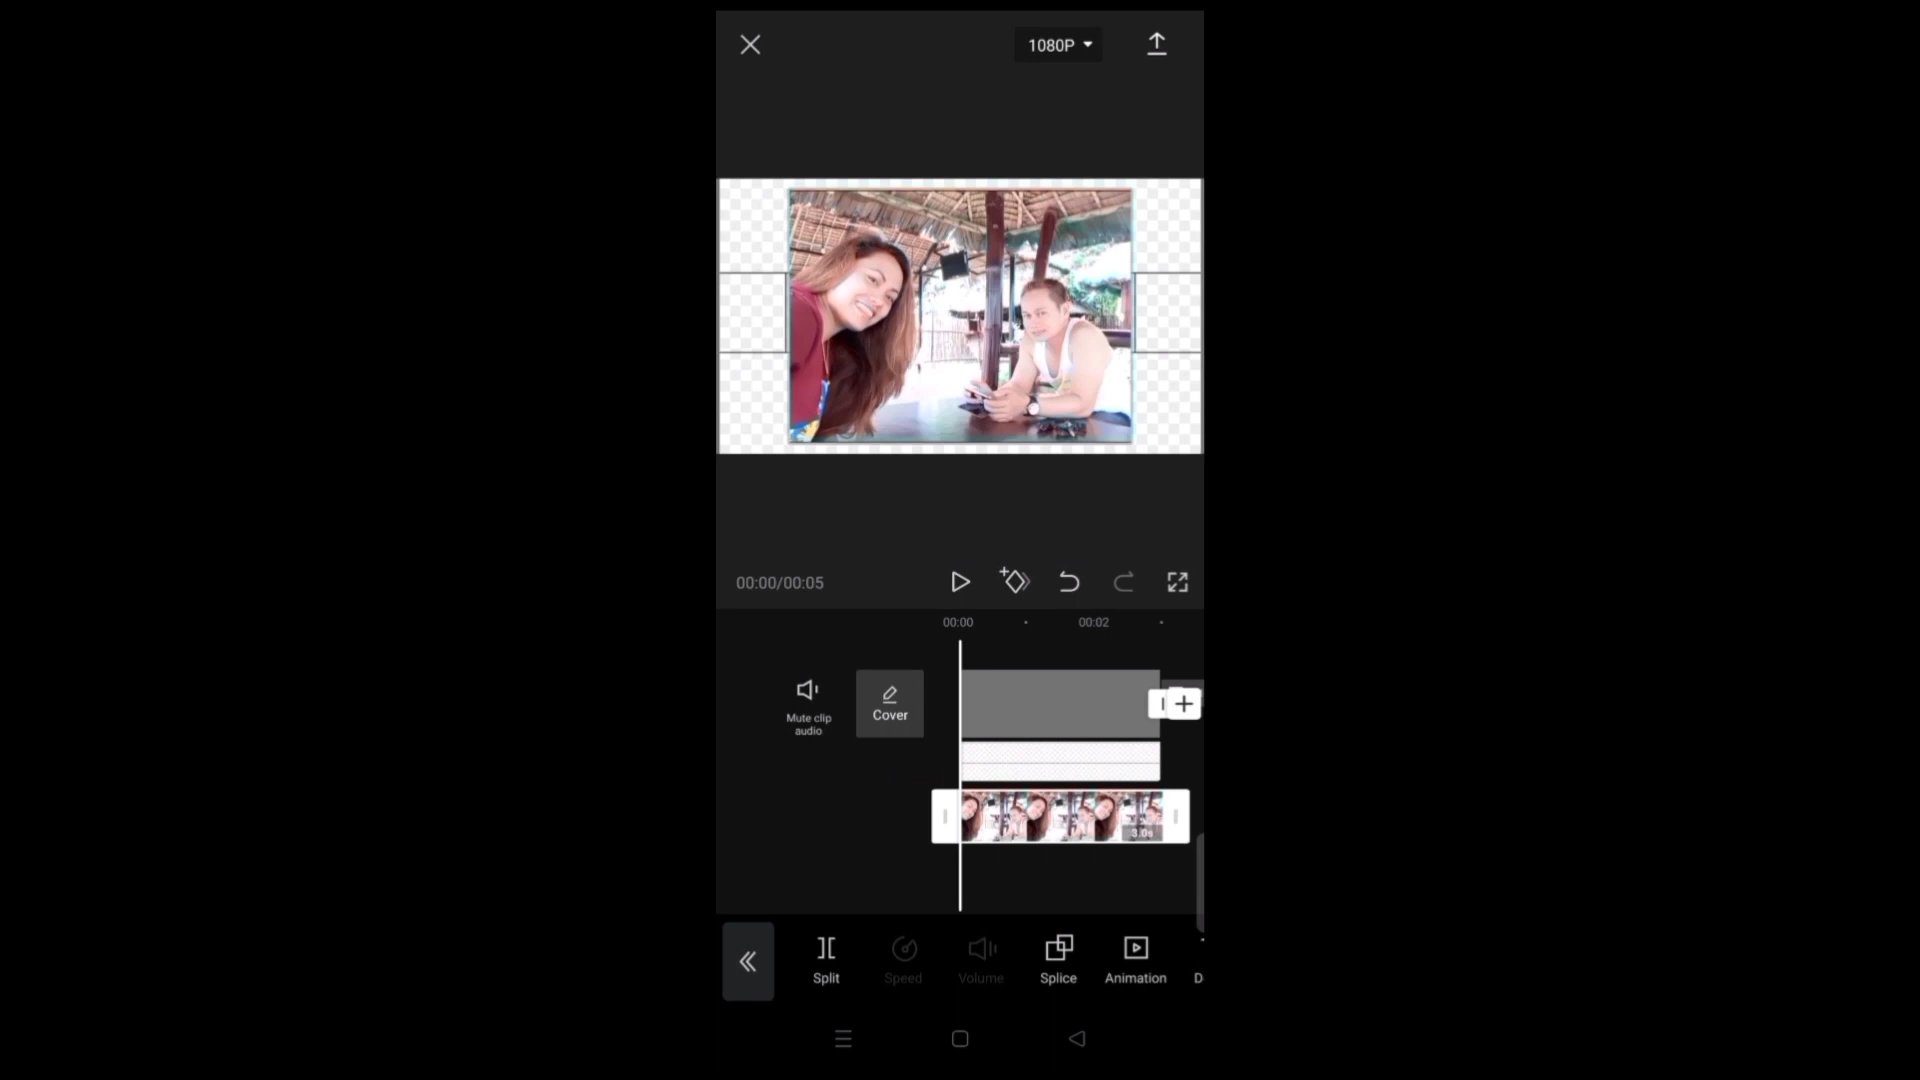 1080P
00:00/00:05
00:00
00:02
Mute clip
audio
Cover
3.0s
Split
Speed
Volume
Splice
Animation
D